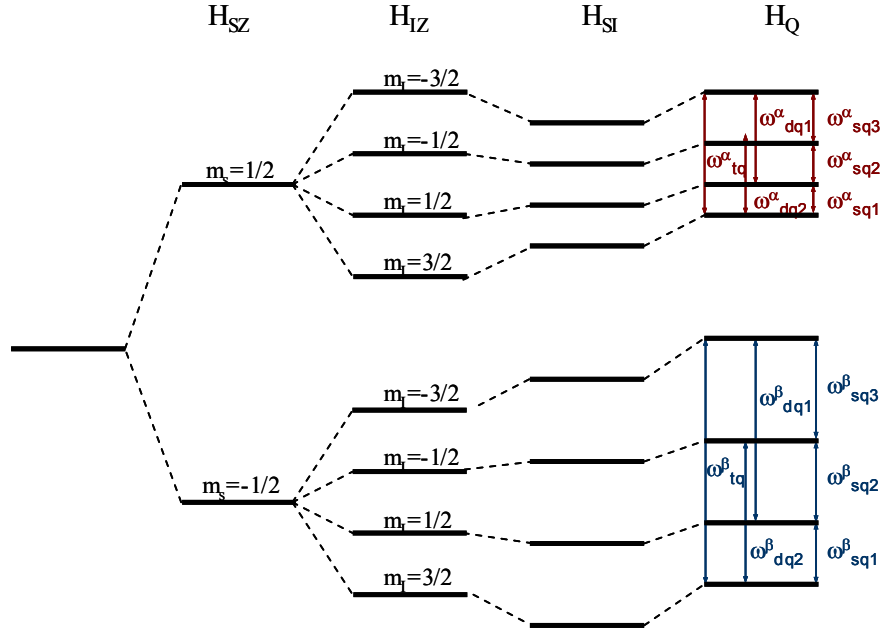 H_SZ H_IZ H_SI H_Q
m_I=-3/2
m_I=-1/2
m_s=1/2
m_I=1/2
m_I=3/2
ω^α_dq1 ω^α_sq3
ω^α_tq ω^α_sq2
ω^α_dq2 ω^α_sq1
m_I=-3/2
m_I=-1/2
m_s=-1/2
m_I=1/2
m_I=3/2
ω^β_dq1 ω^β_sq3
ω^β_tq ω^β_sq2
ω^β_dq2 ω^β_sq1